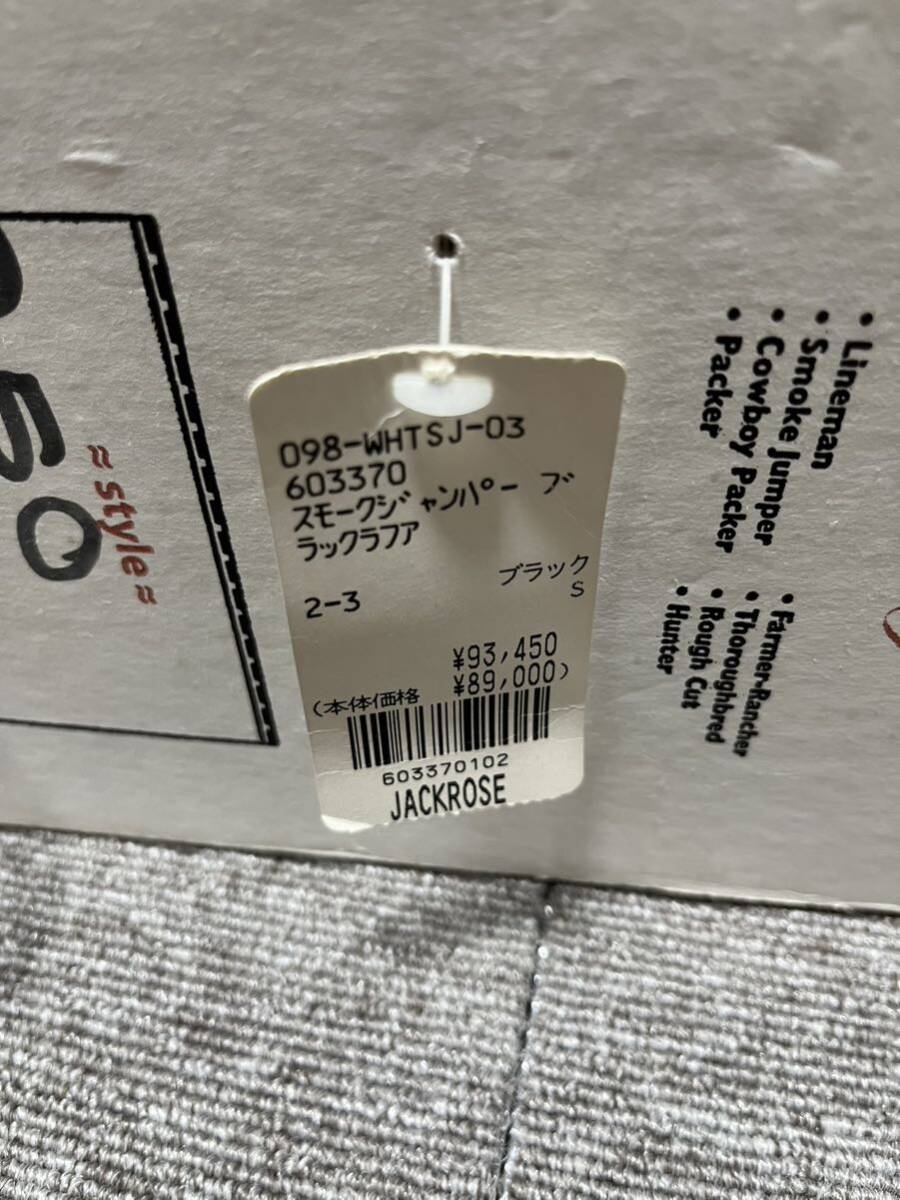 098-WHTSJ-03
603370
スモークジャンパー ブ
ラックラフア
ブラック
2-3 S
¥93,450
(本体価格 ¥89,000)
603370102
JACKROSE
• Lineman
• Smoke Jumper
• Cowboy Packer
• Packer
• Farmer-Rancher
• Thoroughbred
• Rough Cut
• Hunter
≈ style ≈